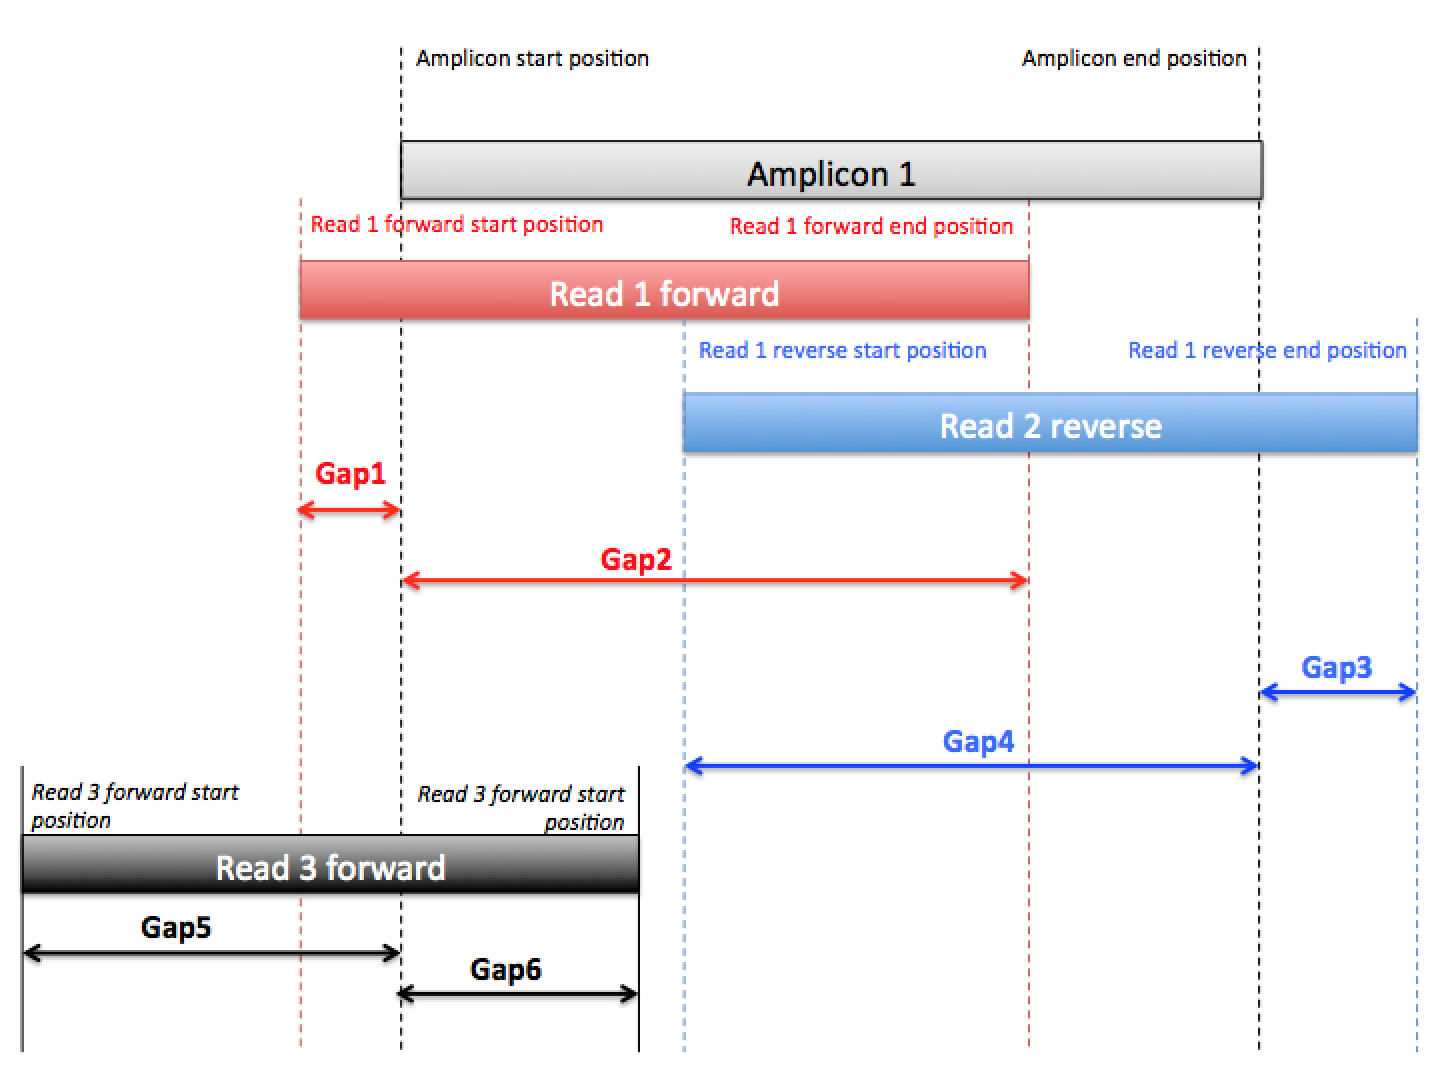 Amplicon start position
Amplicon end position
Amplicon 1
Read 1 forward start position
Read 1 forward end position
Read 1 forward
Read 1 reverse start position
Read 1 reverse end position
Read 2 reverse
Gap1
Gap2
Gap3
Gap4
Read 3 forward start
position
Read 3 forward start
position
Read 3 forward
Gap5
Gap6